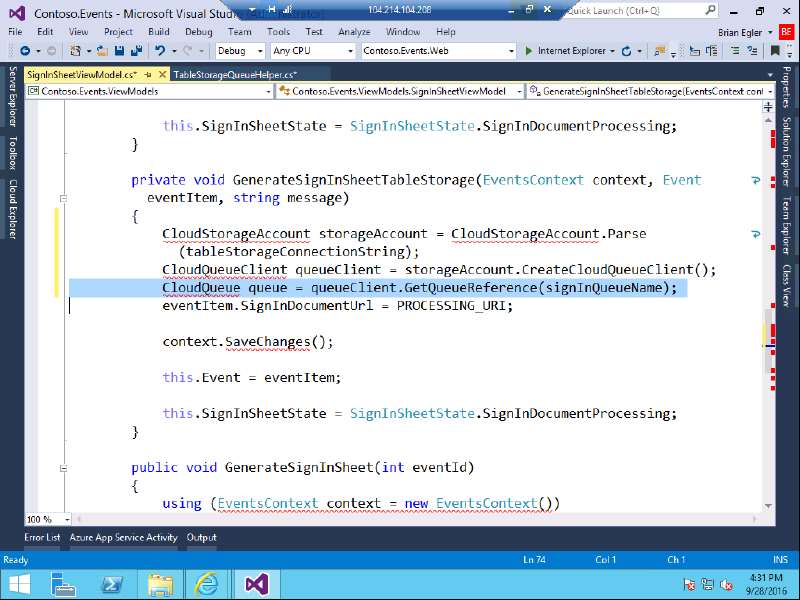 Contoso.Events - Microsoft Visual Studio
104.214.104.208
Quick Launch (Ctrl+Q)
File Edit View Project Build Debug Team Tools Test Analyze Window Help
Brian Egler
BE
Debug Any CPU Contoso.Events.Web Internet Explorer
SignInSheetViewModel.cs* TableStorageQueueHelper.cs*
Contoso.Events.ViewModels Contoso.Events.ViewModels.SignInSheetViewModel GenerateSignInSheetTableStorage(EventsContext cont
Server Explorer
Toolbox
Cloud Explorer
this.SignInSheetState = SignInSheetState.SignInDocumentProcessing;
}
private void GenerateSignInSheetTableStorage(EventsContext context, Event
eventItem, string message)
{
CloudStorageAccount storageAccount = CloudStorageAccount.Parse
(tableStorageConnectionString);
CloudQueueClient queueClient = storageAccount.CreateCloudQueueClient();
CloudQueue queue = queueClient.GetQueueReference(signInQueueName);
eventItem.SignInDocumentUrl = PROCESSING_URI;
context.SaveChanges();
this.Event = eventItem;
this.SignInSheetState = SignInSheetState.SignInDocumentProcessing;
}
public void GenerateSignInSheet(int eventId)
{
using (EventsContext context = new EventsContext())
Properties
Solution Explorer
Team Explorer
Class View
100 %
Error List Azure App Service Activity Output
Ready Ln 74 Col 1 Ch 1 INS
4:31 PM
9/28/2016